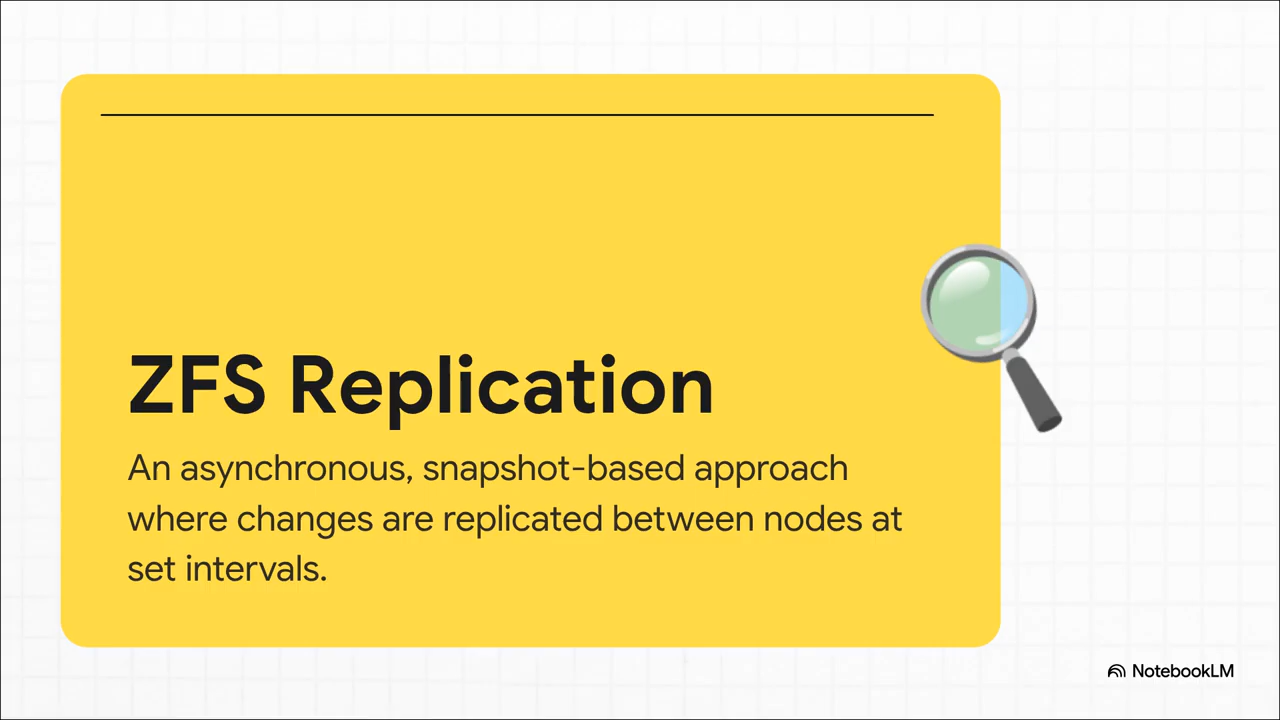 ZFS Replication
An asynchronous, snapshot-based approach
where changes are replicated between nodes at
set intervals.
NotebookLM